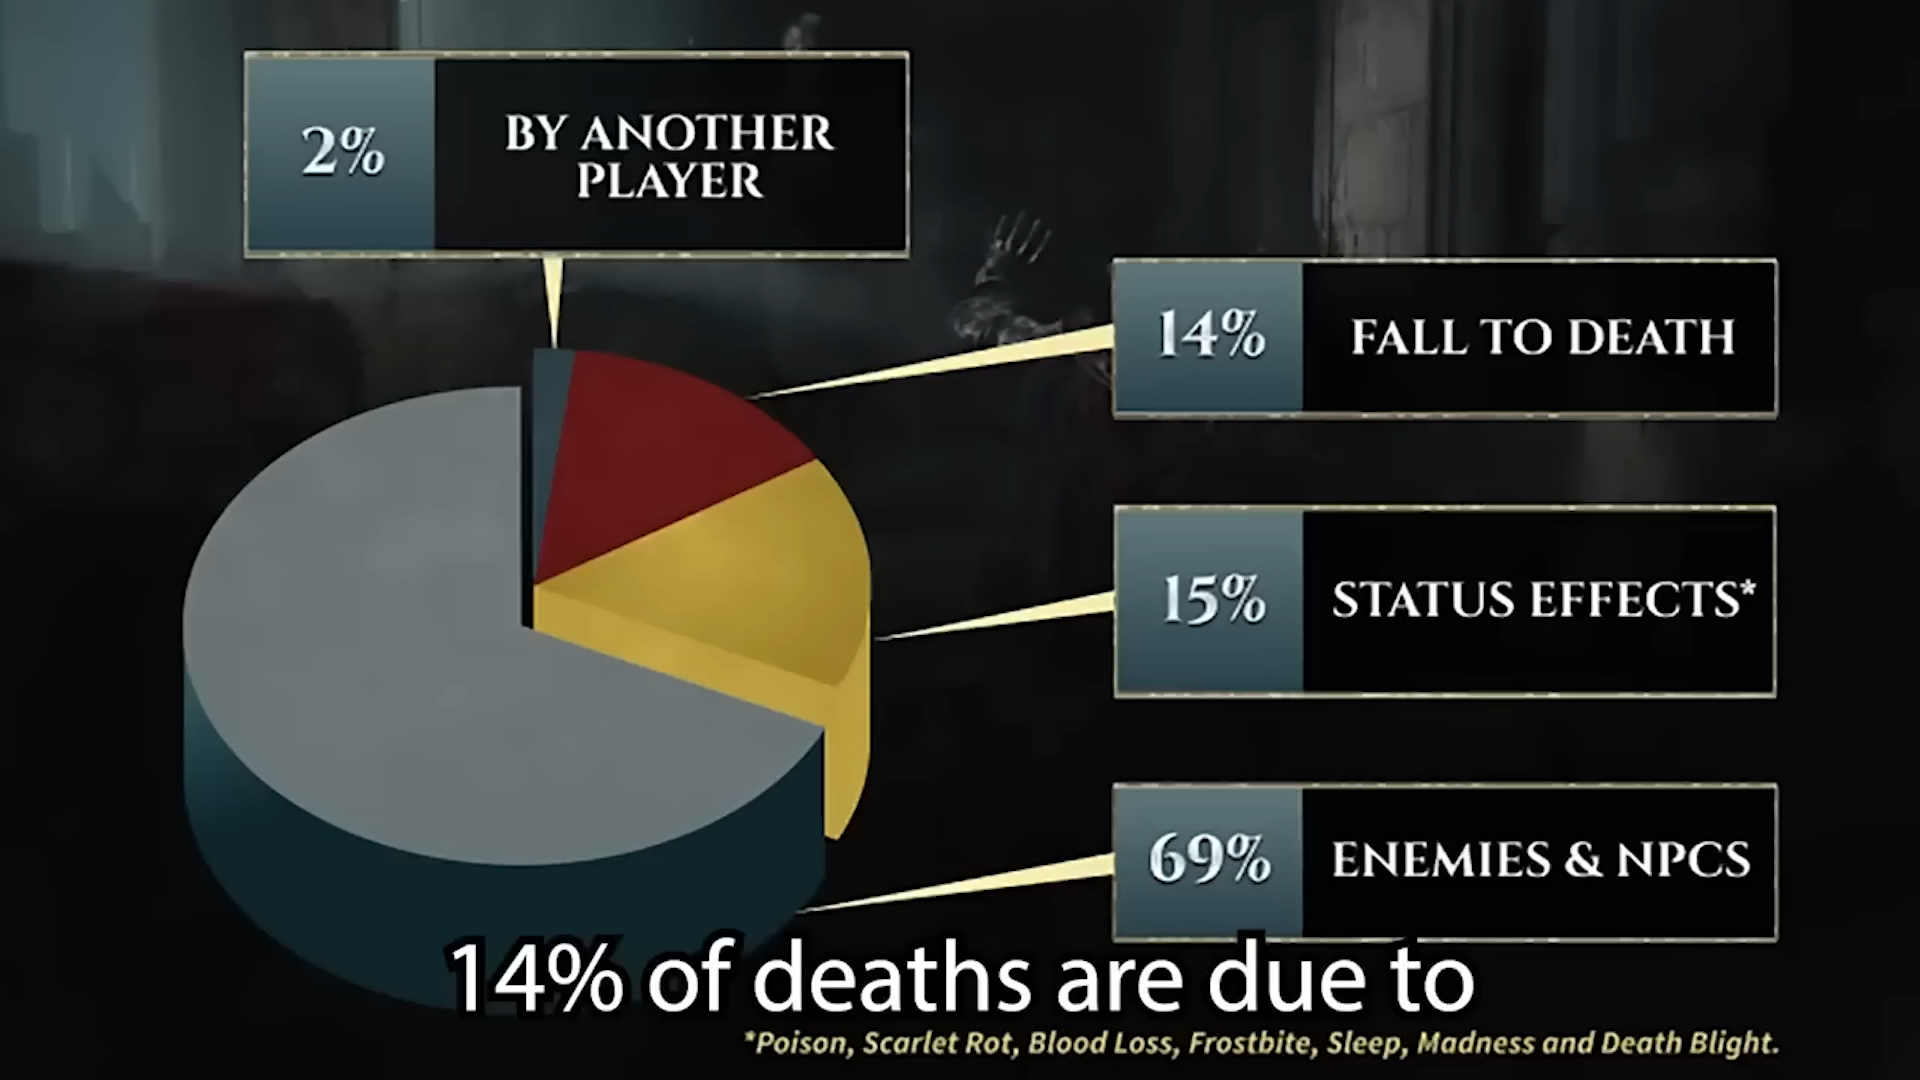 2%
BY ANOTHER
PLAYER
14%
FALL TO DEATH
15%
STATUS EFFECTS*
69%
ENEMIES & NPCS
14% of deaths are due to
*Poison, Scarlet Rot, Blood Loss, Frostbite, Sleep, Madness and Death Blight.